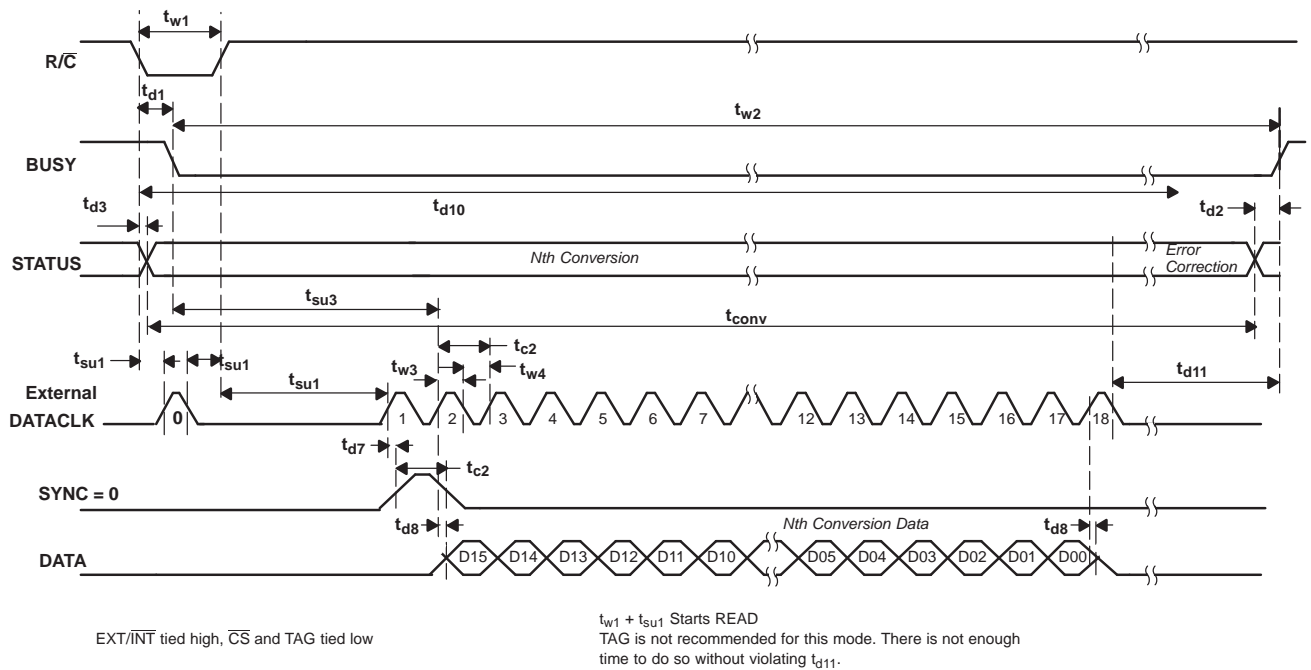 tw1
R/C̅
td1
tw2
BUSY
td10
td3
td2
STATUS
Nth Conversion
Error
Correction
tsu3
tconv
tc2
tsu1
tsu1
tw3
tw4
External
tsu1
td11
DATACLK
0 1 2 3 4 5 6 7 12 13 14 15 16 17 18
td7
tc2
SYNC = 0
td8
Nth Conversion Data
td8
DATA
D15 D14 D13 D12 D11 D10 D05 D04 D03 D02 D01 D00
EXT/I̅N̅T̅ tied high, C̅S̅ and TAG tied low
tw1 + tsu1 Starts READ
TAG is not recommended for this mode. There is not enough
time to do so without violating td11.